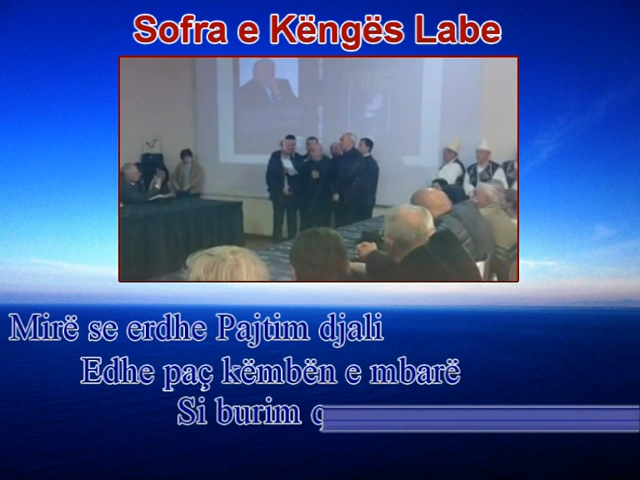 Sofra e Këngës Labe
Mirë se erdhe Pajtim djali
Edhe paç këmbën e mbarë
Si burim